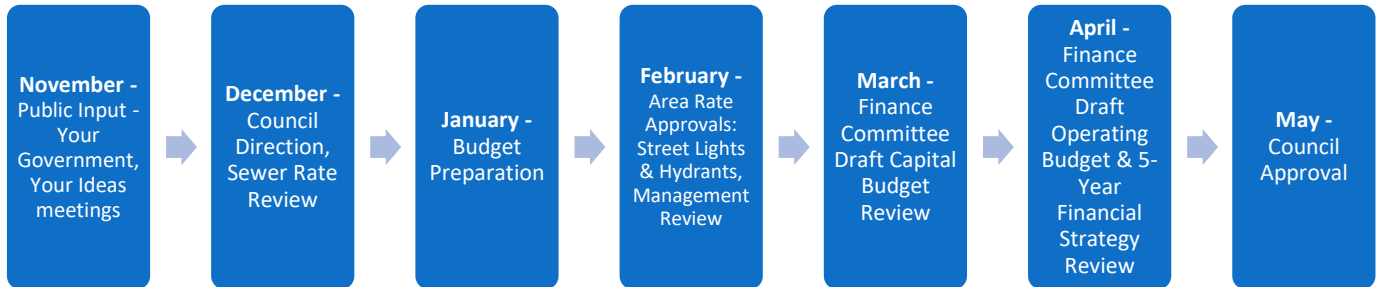 November -
Public Input -
Your
Government,
Your Ideas
meetings
December -
Council
Direction,
Sewer Rate
Review
January -
Budget
Preparation
February -
Area Rate
Approvals:
Street Lights
& Hydrants,
Management
Review
March -
Finance
Committee
Draft Capital
Budget
Review
April -
Finance
Committee
Draft
Operating
Budget & 5-
Year
Financial
Strategy
Review
May -
Council
Approval